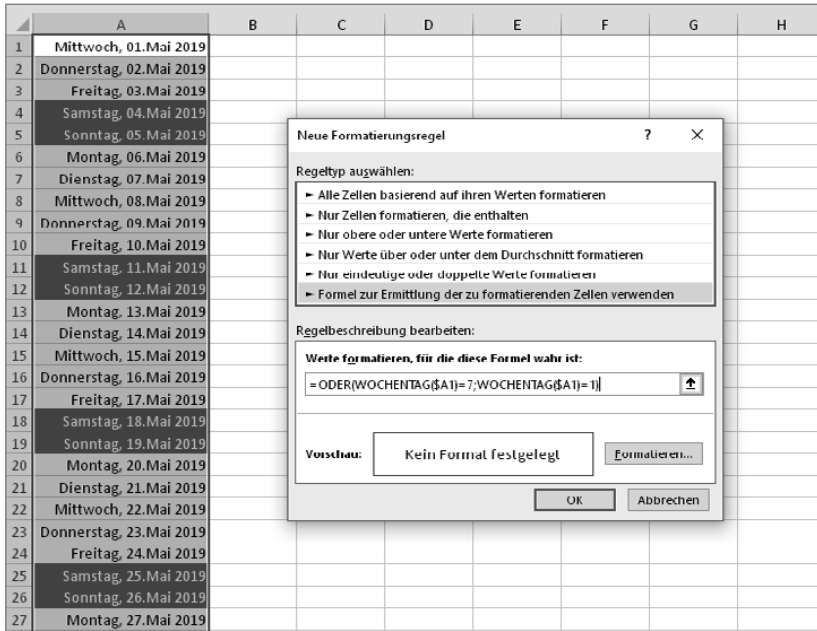 A B C D E F G H
1 Mittwoch, 01.Mai 2019
2 Donnerstag, 02.Mai 2019
3 Freitag, 03.Mai 2019
4 Samstag, 04.Mai 2019
5 Sonntag, 05.Mai 2019
6 Montag, 06.Mai 2019
7 Dienstag, 07.Mai 2019
8 Mittwoch, 08.Mai 2019
9 Donnerstag, 09.Mai 2019
10 Freitag, 10.Mai 2019
11 Samstag, 11.Mai 2019
12 Sonntag, 12.Mai 2019
13 Montag, 13.Mai 2019
14 Dienstag, 14.Mai 2019
15 Mittwoch, 15.Mai 2019
16 Donnerstag, 16.Mai 2019
17 Freitag, 17.Mai 2019
18 Samstag, 18.Mai 2019
19 Sonntag, 19.Mai 2019
20 Montag, 20.Mai 2019
21 Dienstag, 21.Mai 2019
22 Mittwoch, 22.Mai 2019
23 Donnerstag, 23.Mai 2019
24 Freitag, 24.Mai 2019
25 Samstag, 25.Mai 2019
26 Sonntag, 26.Mai 2019
27 Montag, 27.Mai 2019
Neue Formatierungsregel ? ×
Regeltyp auswählen:
► Alle Zellen basierend auf ihren Werten formatieren
► Nur Zellen formatieren, die enthalten
► Nur obere oder untere Werte formatieren
► Nur Werte über oder unter dem Durchschnitt formatieren
► Nur eindeutige oder doppelte Werte formatieren
► Formel zur Ermittlung der zu formatierenden Zellen verwenden
Regelbeschreibung bearbeiten:
Werte formatieren, für die diese Formel wahr ist:
=ODER(WOCHENTAG($A1)=7;WOCHENTAG($A1)=1)
Vorschau: Kein Format festgelegt Formatieren...
OK Abbrechen